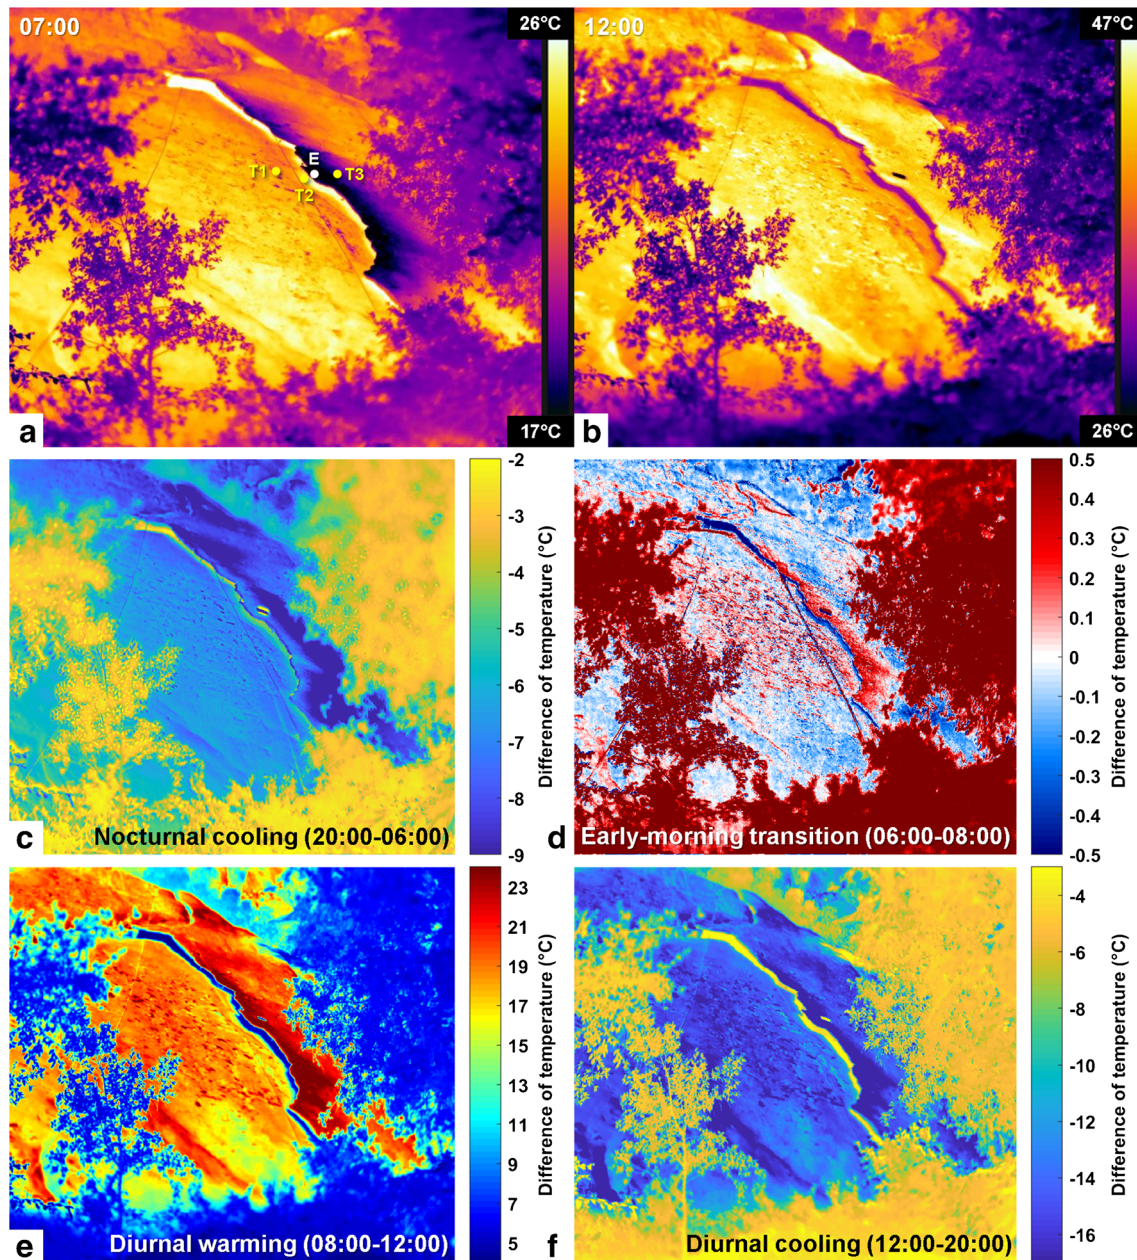 07:00
26°C
E
T1
T3
T2
a
17°C
12:00
47°C
b
26°C
-2
-3
-4
-5
-6
-7
-8
-9
Difference of temperature (°C)
c
Nocturnal cooling (20:00-06:00)
0.5
0.4
0.3
0.2
0.1
0
-0.1
-0.2
-0.3
-0.4
-0.5
Difference of temperature (°C)
d
Early-morning transition (06:00-08:00)
23
21
19
17
15
13
11
9
7
5
Difference of temperature (°C)
e
Diurnal warming (08:00-12:00)
-4
-6
-8
-10
-12
-14
-16
Difference of temperature (°C)
f
Diurnal cooling (12:00-20:00)